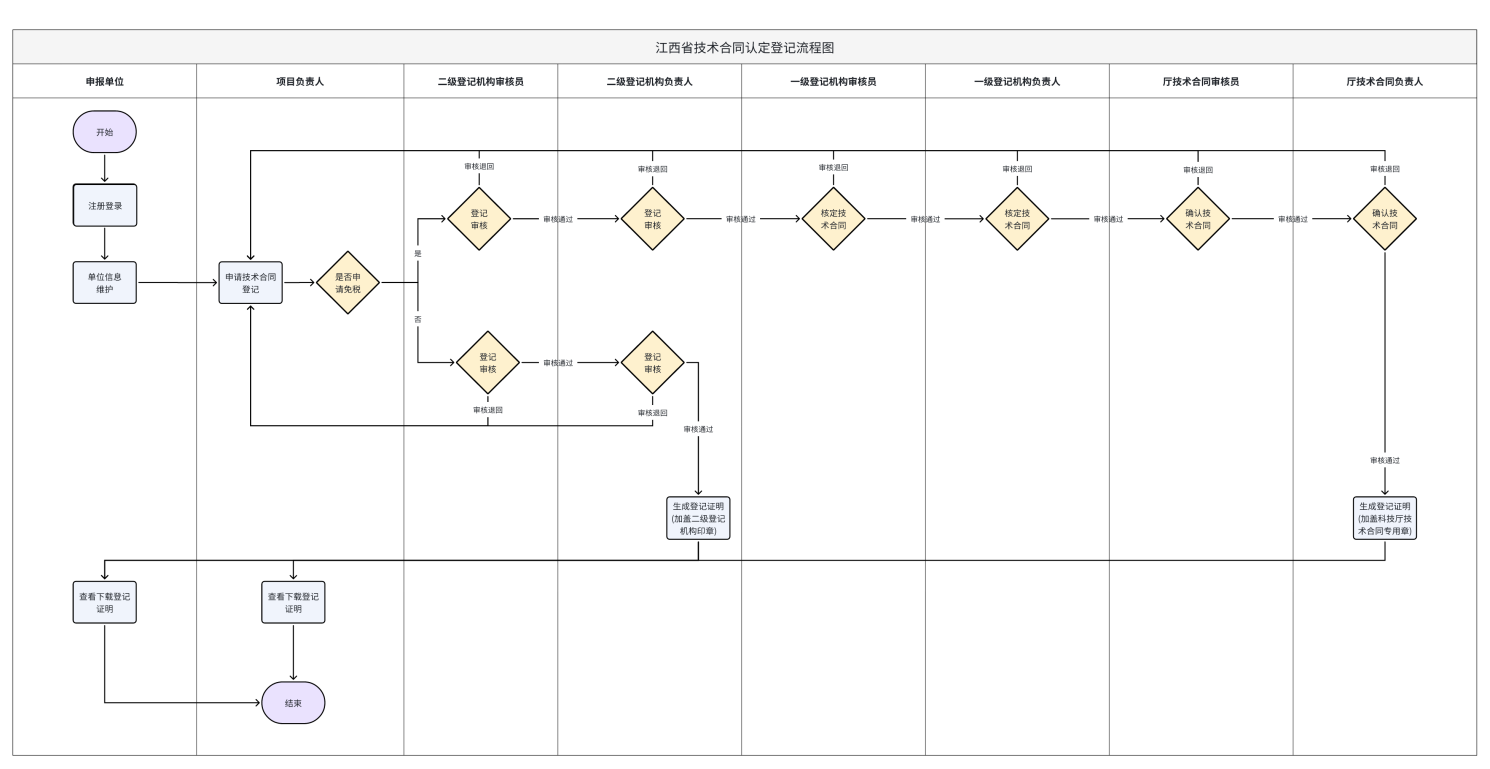 江西省技术合同认定登记流程图
申报单位
项目负责人
二级登记机构审核员
二级登记机构负责人
一级登记机构审核员
一级登记机构负责人
厅技术合同审核员
厅技术合同负责人
开始
审核退回
审核退回
审核退回
审核退回
审核退回
审核退回
注册登录
登记
审核
审核通过
登记
审核
审核通过
核定技
术合同
审核通过
核定技
术合同
审核通过
确认技
术合同
审核通过
确认技
术合同
是
单位信息
维护
申请技术合同
登记
是否申
请免税
否
登记
审核
审核通过
登记
审核
审核退回
审核退回
审核通过
审核通过
生成登记证明
(加盖二级登记
机构印章)
生成登记证明
(加盖科技厅技
术合同专用章)
查看下载登记
证明
查看下载登记
证明
结束